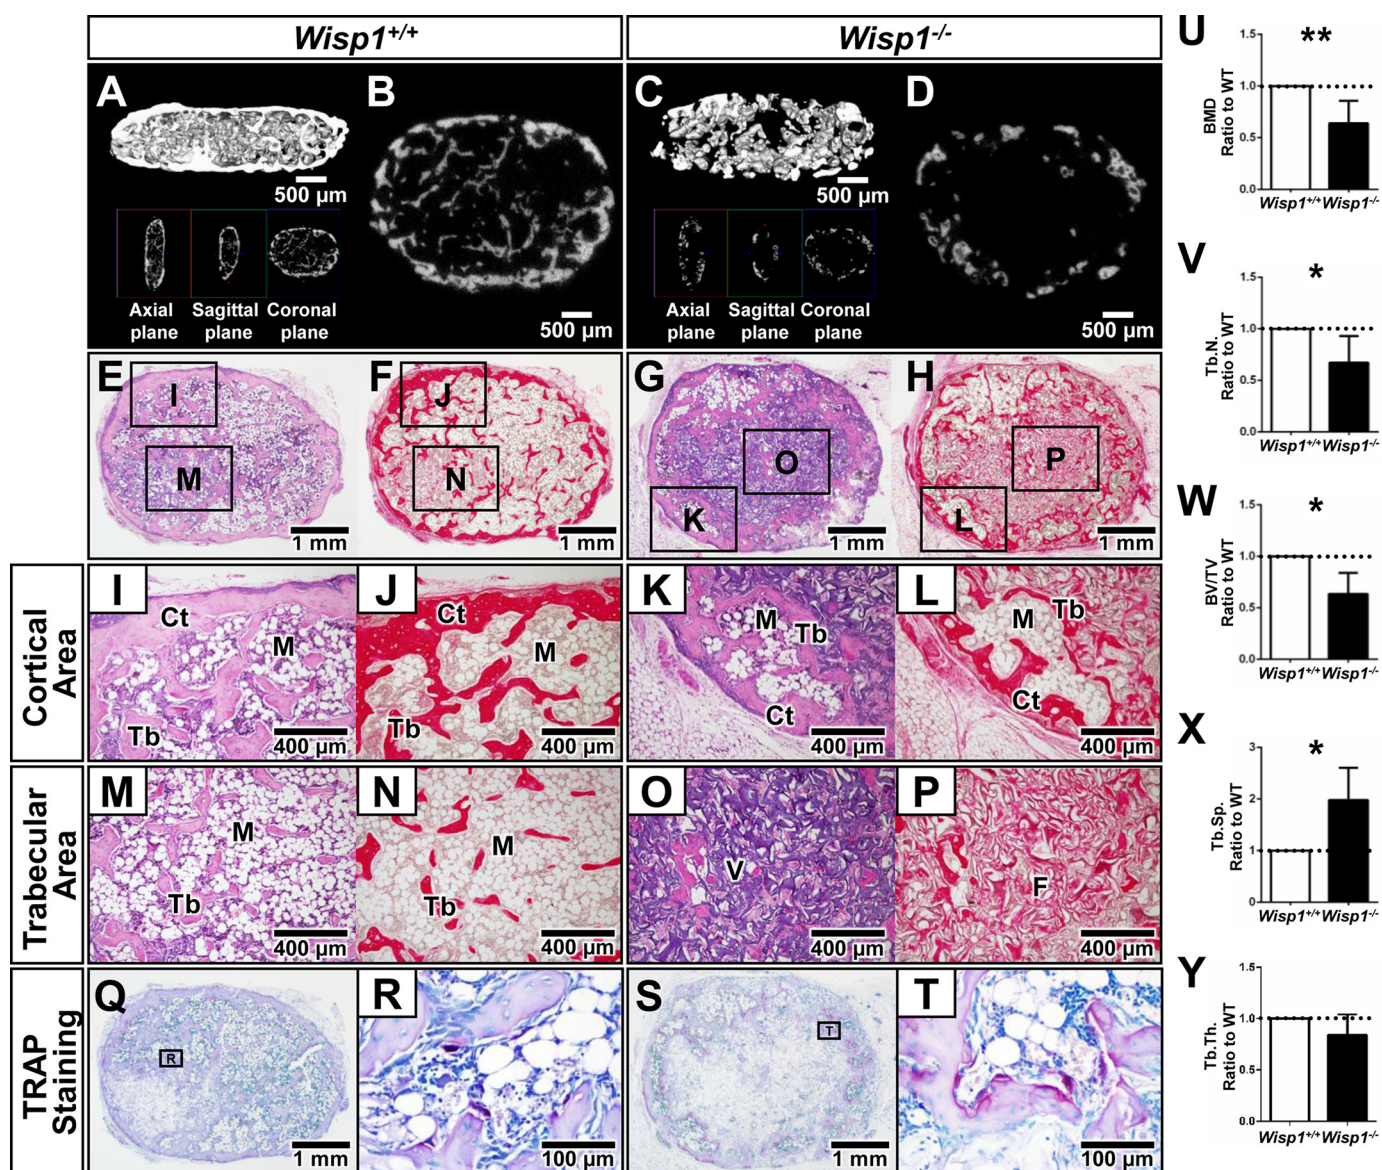 Wisp1+/+
Wisp1-/-
A
500 µm
Axial plane
Sagittal plane
Coronal plane
B
500 µm
C
500 µm
Axial plane
Sagittal plane
Coronal plane
D
500 µm
E
I
M
1 mm
F
J
N
1 mm
G
O
K
1 mm
H
P
L
1 mm
Cortical Area
I
Ct
M
Tb
400 µm
J
Ct
M
Tb
400 µm
K
M
Tb
Ct
400 µm
L
M
Tb
Ct
400 µm
Trabecular Area
M
M
Tb
400 µm
N
M
Tb
400 µm
O
V
400 µm
P
F
400 µm
TRAP Staining
Q
R
1 mm
R
100 µm
S
T
1 mm
T
100 µm
U
BMD
Ratio to WT
1.5
1.0
0.5
0.0
**
Wisp1+/+ Wisp1-/-
V
Tb.N.
Ratio to WT
1.5
1.0
0.5
0.0
*
Wisp1+/+ Wisp1-/-
W
BV/TV
Ratio to WT
1.5
1.0
0.5
0.0
*
Wisp1+/+ Wisp1-/-
X
Tb.Sp.
Ratio to WT
3
2
1
0
*
Wisp1+/+ Wisp1-/-
Y
Tb.Th.
Ratio to WT
1.5
1.0
0.5
0.0
Wisp1+/+ Wisp1-/-